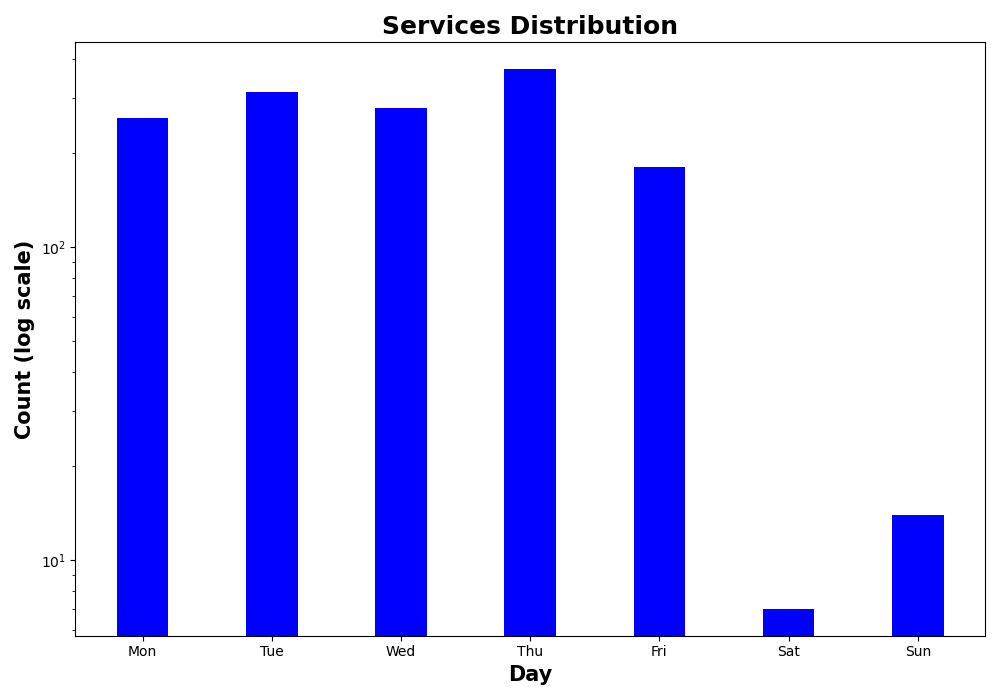 Services Distribution
Count (log scale)
10²
10¹
Mon Tue Wed Thu Fri Sat Sun
Day